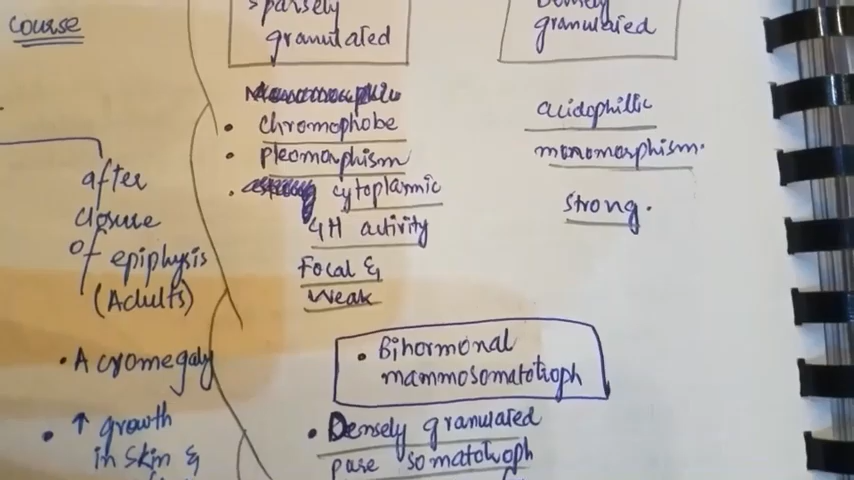 course
after
closure
of epiphysis
(Adults)
• Acromegaly
• ↑ growth
in skin &
sparsely
granulated
• chromophobe
• pleomorphism
• cytoplasmic
GH activity
Focal &
Weak
Densely
granulated
acidophillic
monomorphism.
strong.
• Bihormonal
mammosomatotroph
• Densely granulated
pure somatotroph